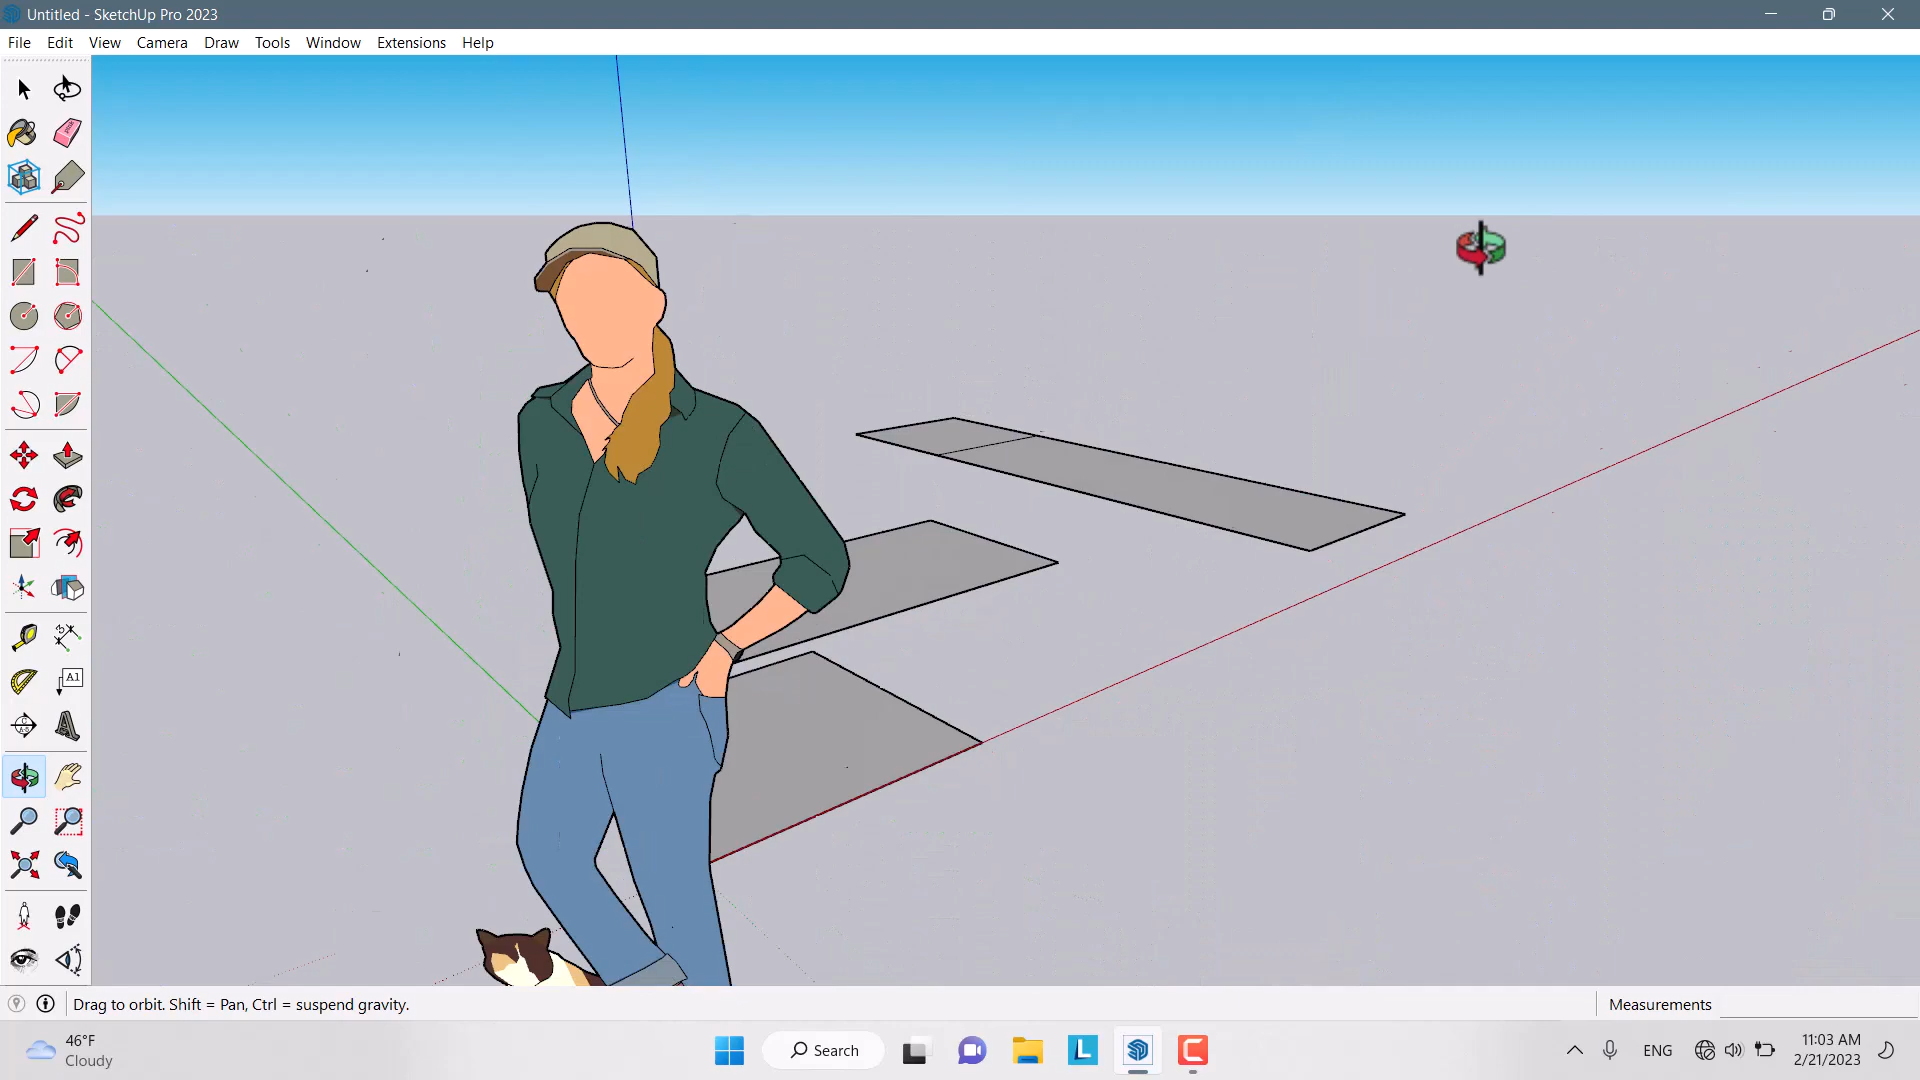 Untitled - SketchUp Pro 2023
File Edit View Camera Draw Tools Window Extensions Help
A1
Drag to orbit. Shift = Pan, Ctrl = suspend gravity.
Measurements
46°F
Cloudy
Search
L
C
ENG
11:03 AM
2/21/2023